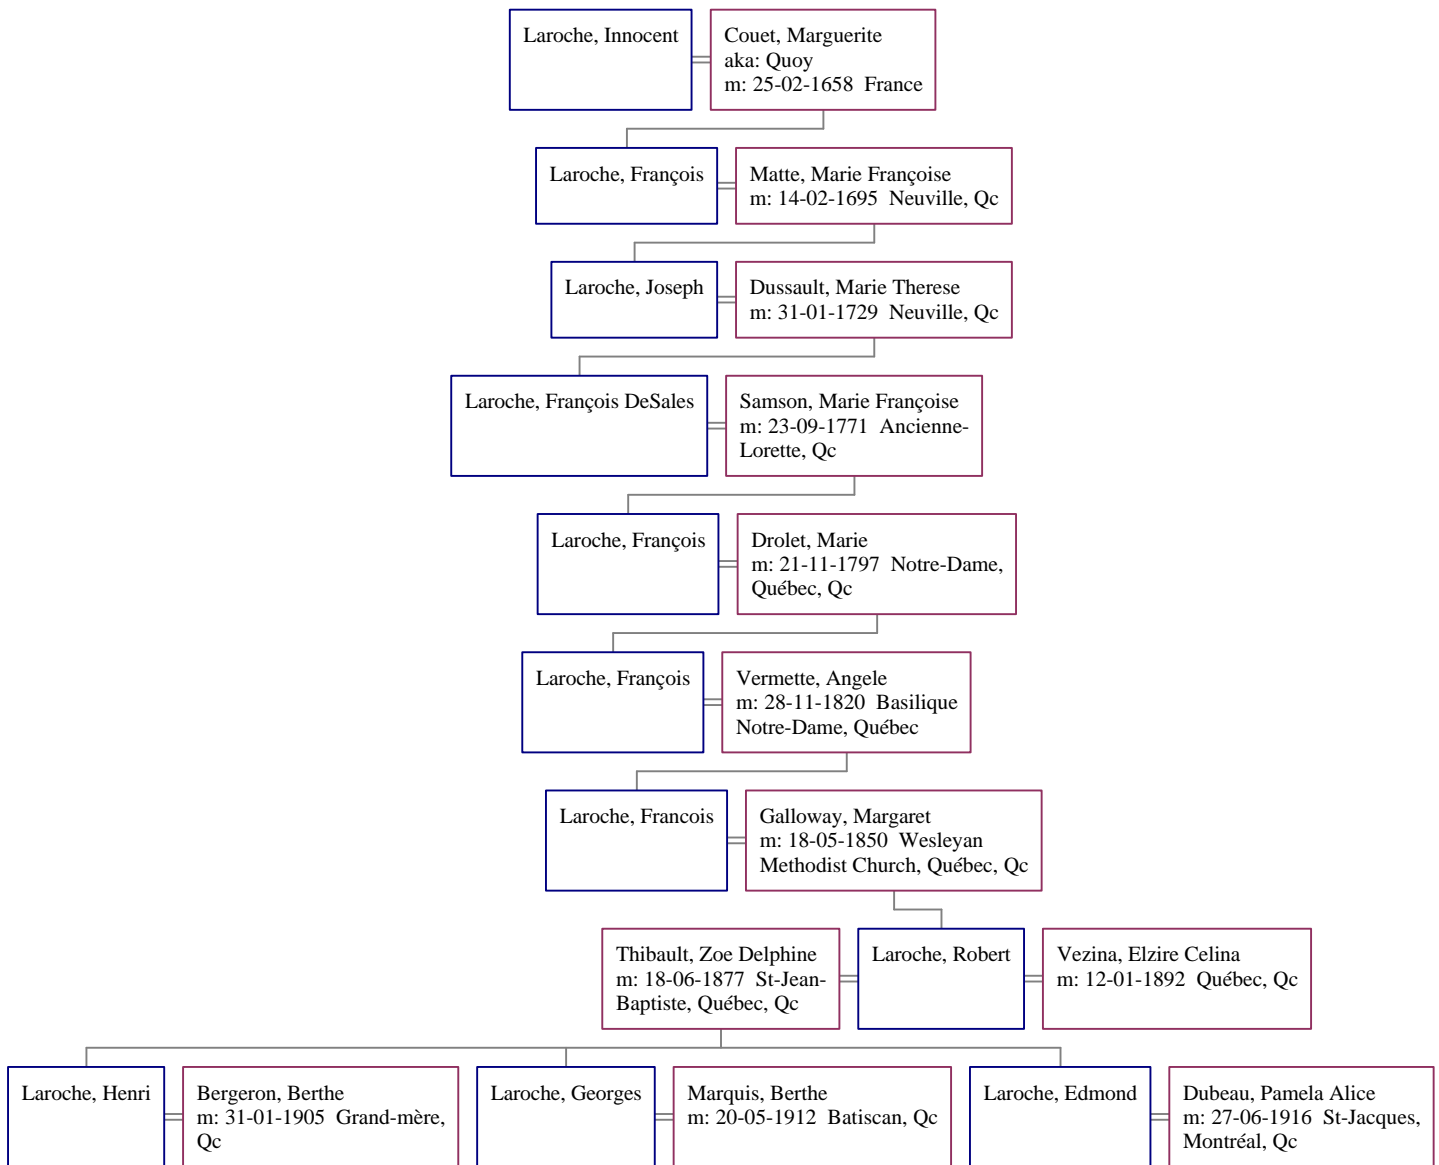 Laroche, Innocent
Couet, Marguerite
aka: Quoy
m: 25-02-1658  France
Laroche, François
Matte, Marie Françoise
m: 14-02-1695  Neuville, Qc
Laroche, Joseph
Dussault, Marie Therese
m: 31-01-1729  Neuville, Qc
Laroche, François DeSales
Samson, Marie Françoise
m: 23-09-1771  Ancienne-
Lorette, Qc
Laroche, François
Drolet, Marie
m: 21-11-1797  Notre-Dame,
Québec, Qc
Laroche, François
Vermette, Angele
m: 28-11-1820  Basilique
Notre-Dame, Québec
Laroche, Francois
Galloway, Margaret
m: 18-05-1850  Wesleyan
Methodist Church, Québec, Qc
Thibault, Zoe Delphine
m: 18-06-1877  St-Jean-
Baptiste, Québec, Qc
Laroche, Robert
Vezina, Elzire Celina
m: 12-01-1892  Québec, Qc
Laroche, Henri
Bergeron, Berthe
m: 31-01-1905  Grand-mère,
Qc
Laroche, Georges
Marquis, Berthe
m: 20-05-1912  Batiscan, Qc
Laroche, Edmond
Dubeau, Pamela Alice
m: 27-06-1916  St-Jacques,
Montréal, Qc